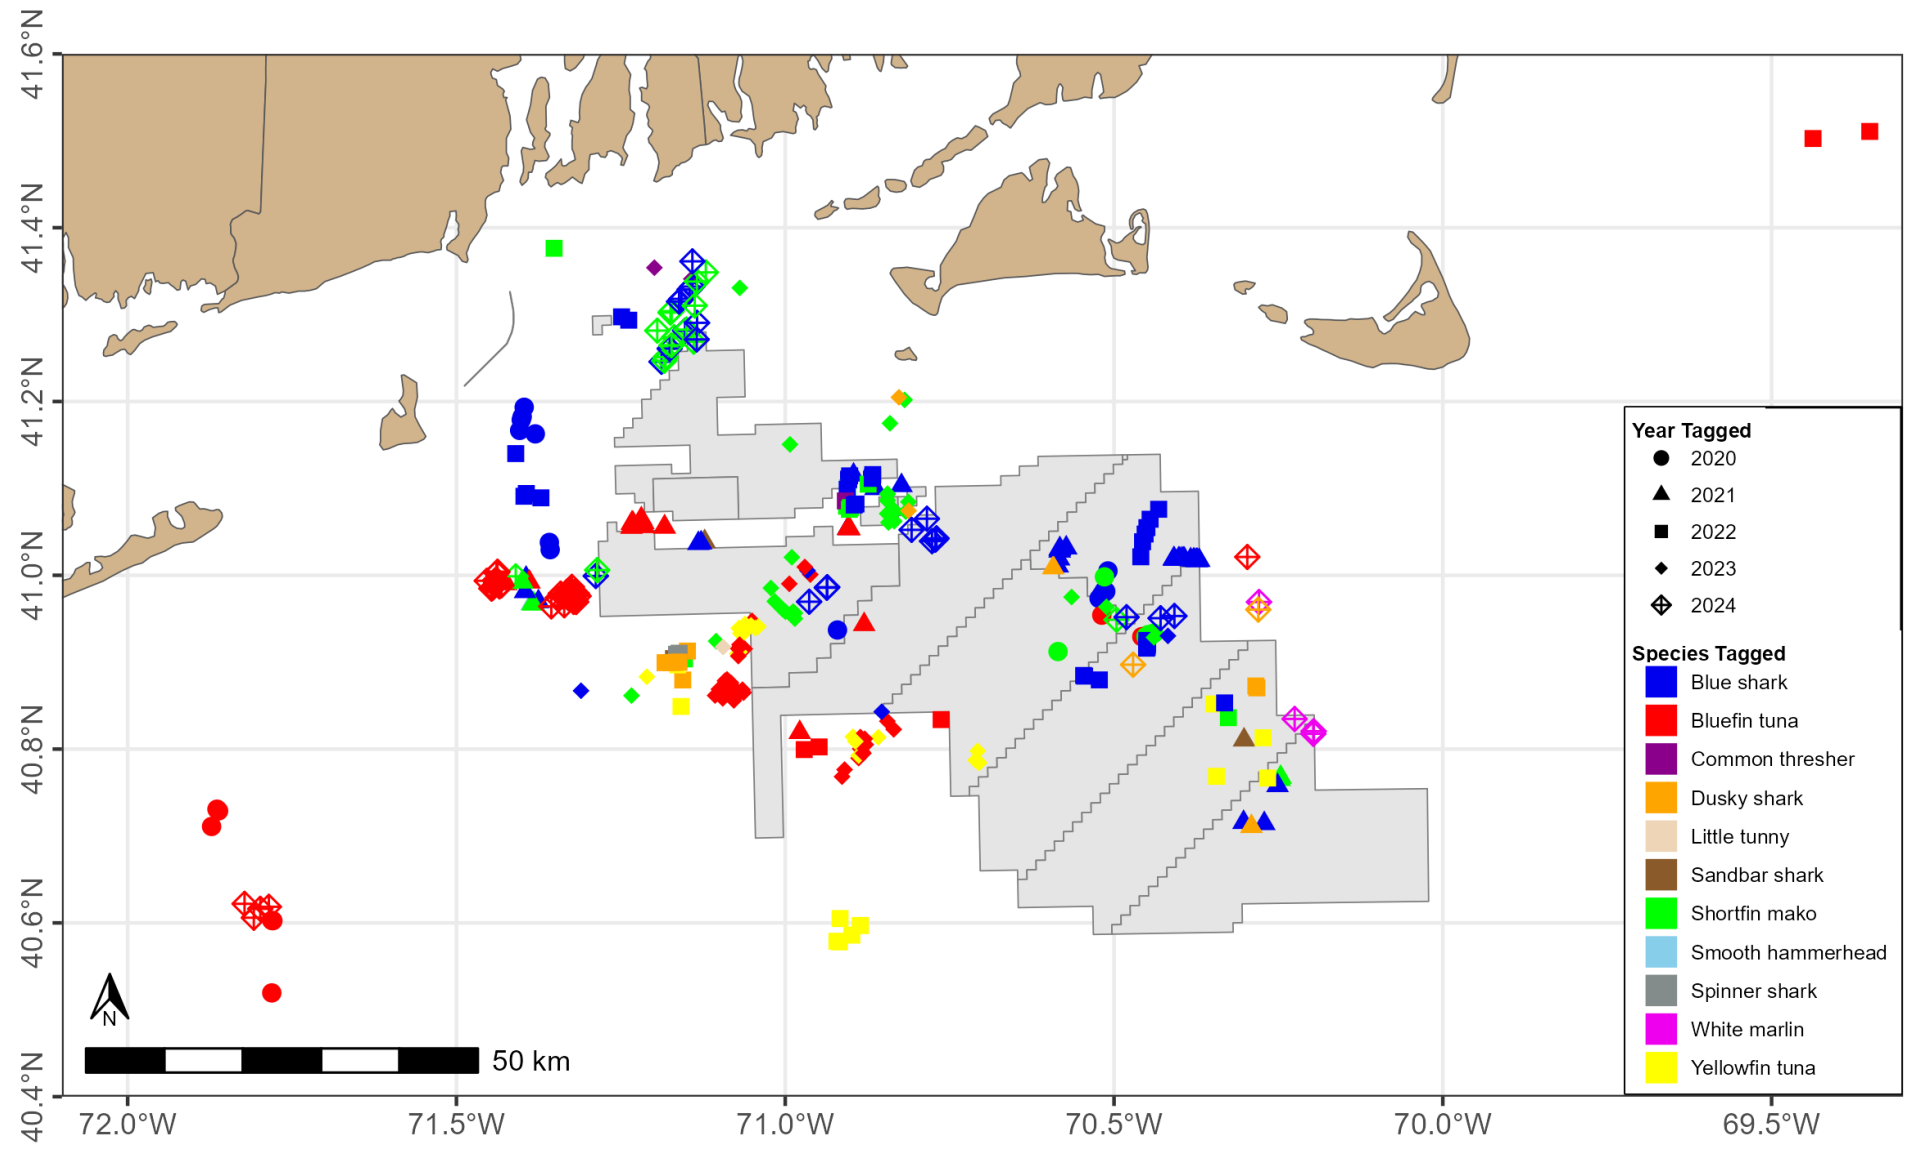 41.6°N
41.4°N
41.2°N
41.0°N
40.8°N
40.6°N
40.4°N
72.0°W
71.5°W
71.0°W
70.5°W
70.0°W
69.5°W
N
50 km
Year Tagged
2020
2021
2022
2023
2024
Species Tagged
Blue shark
Bluefin tuna
Common thresher
Dusky shark
Little tunny
Sandbar shark
Shortfin mako
Smooth hammerhead
Spinner shark
White marlin
Yellowfin tuna